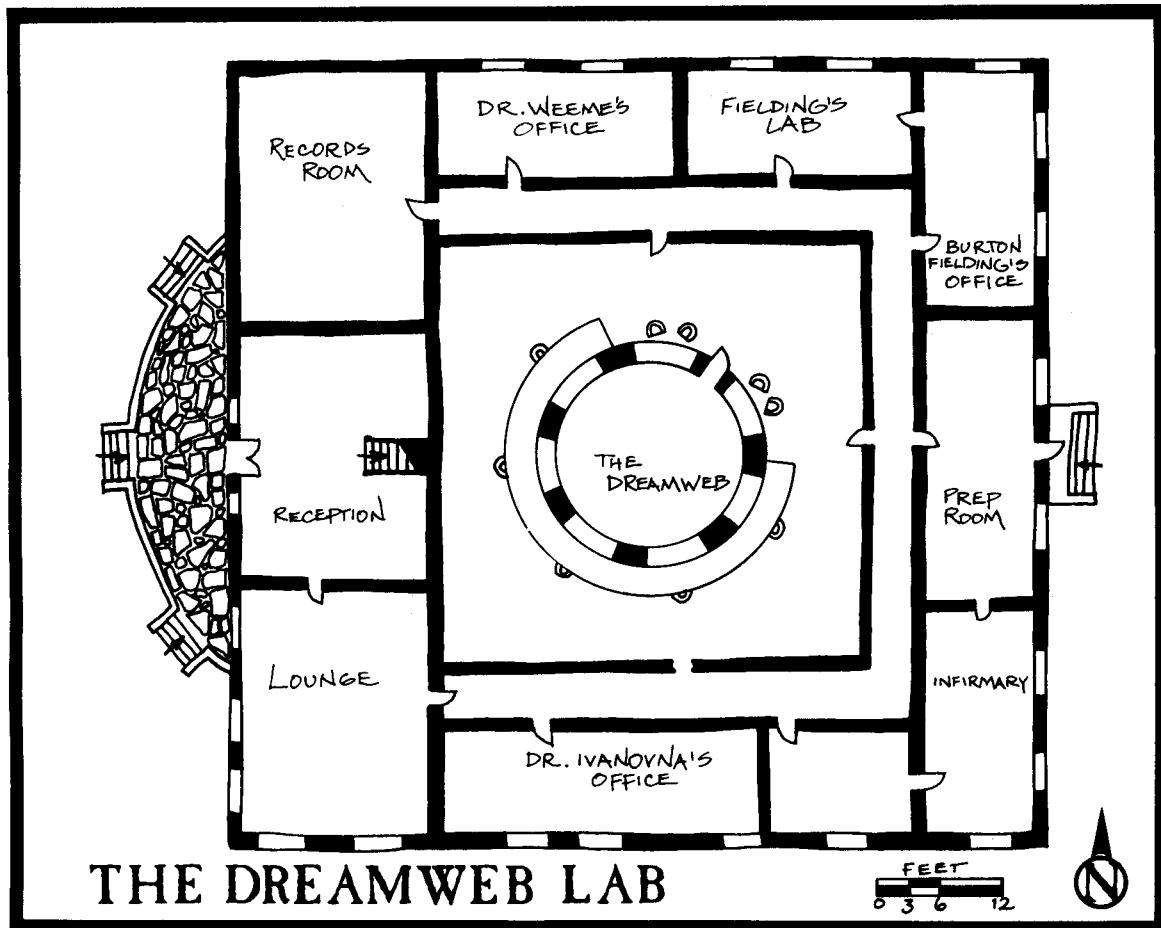 DR. WEEME'S
OFFICE
FIELDING'S
LAB
RECORDS
ROOM
BURTON
FIELDING'S
OFFICE
THE
DREAMWEB
RECEPTION
PREP
ROOM
LOUNGE
INFIRMARY
DR. IVANOVNA'S
OFFICE
THE DREAMWEB LAB
FEET
0 3 6 12
N